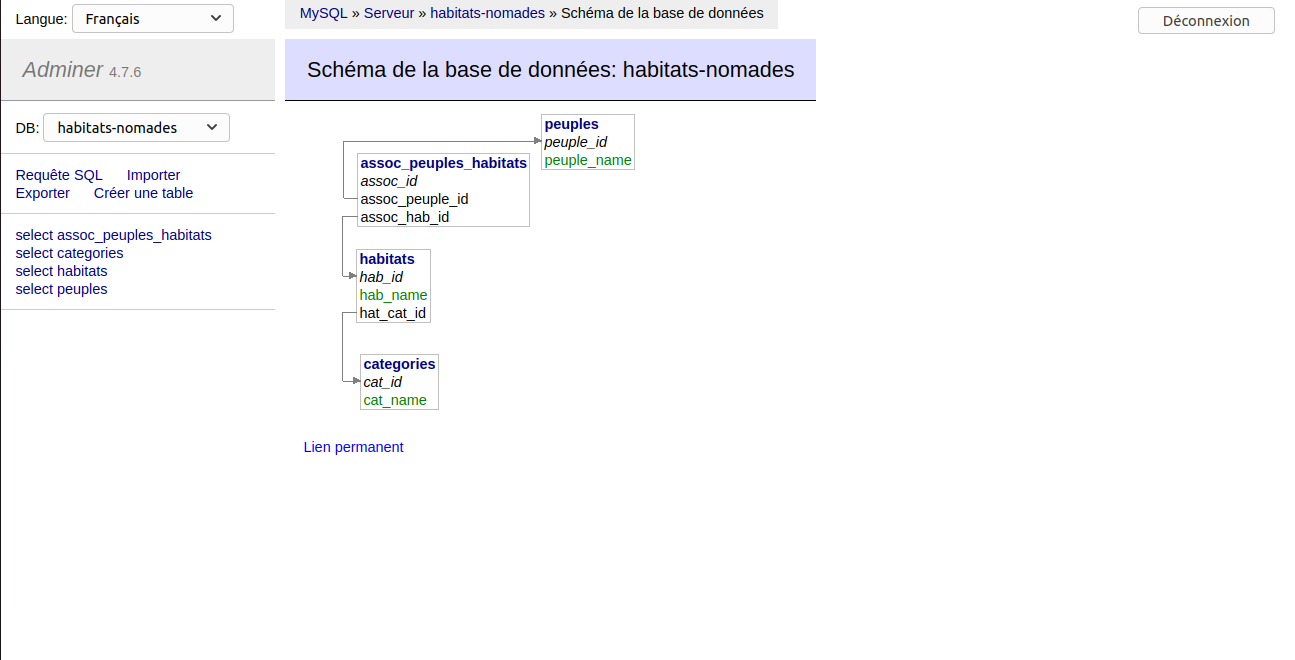 Langue: Français
MySQL » Serveur » habitats-nomades » Schéma de la base de données
Déconnexion
Adminer 4.7.6
Schéma de la base de données: habitats-nomades
DB: habitats-nomades
Requête SQL Importer
Exporter Créer une table
select assoc_peuples_habitats
select categories
select habitats
select peuples
peuples
peuple_id
peuple_name
assoc_peuples_habitats
assoc_id
assoc_peuple_id
assoc_hab_id
habitats
hab_id
hab_name
hat_cat_id
categories
cat_id
cat_name
Lien permanent